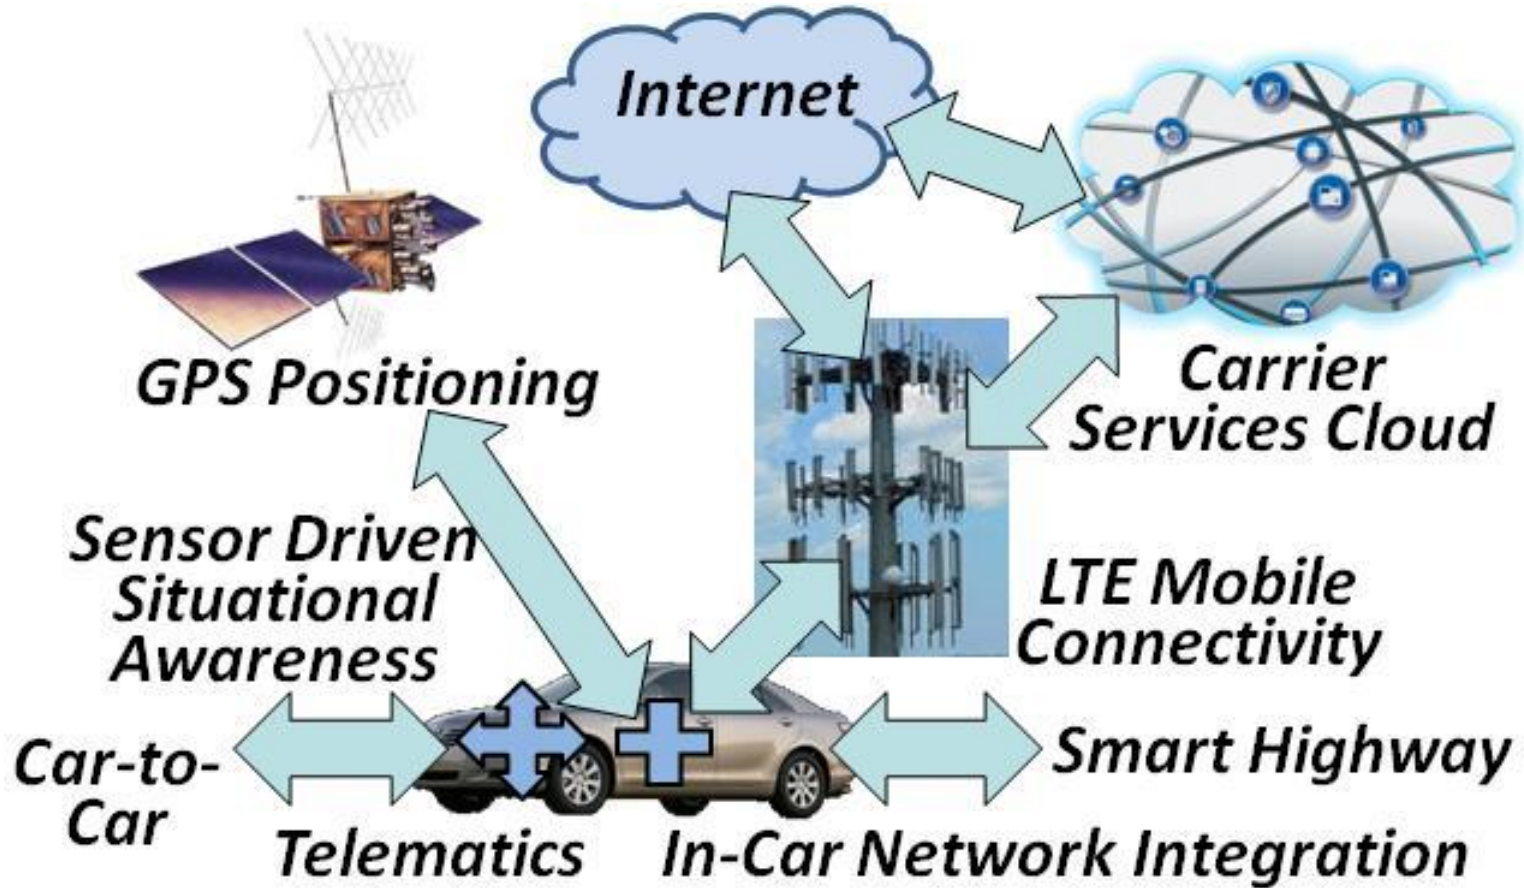 Internet
GPS Positioning
Carrier
Services Cloud
Sensor Driven
Situational
Awareness
LTE Mobile
Connectivity
Car-to-
Car
Smart Highway
Telematics
In-Car Network Integration